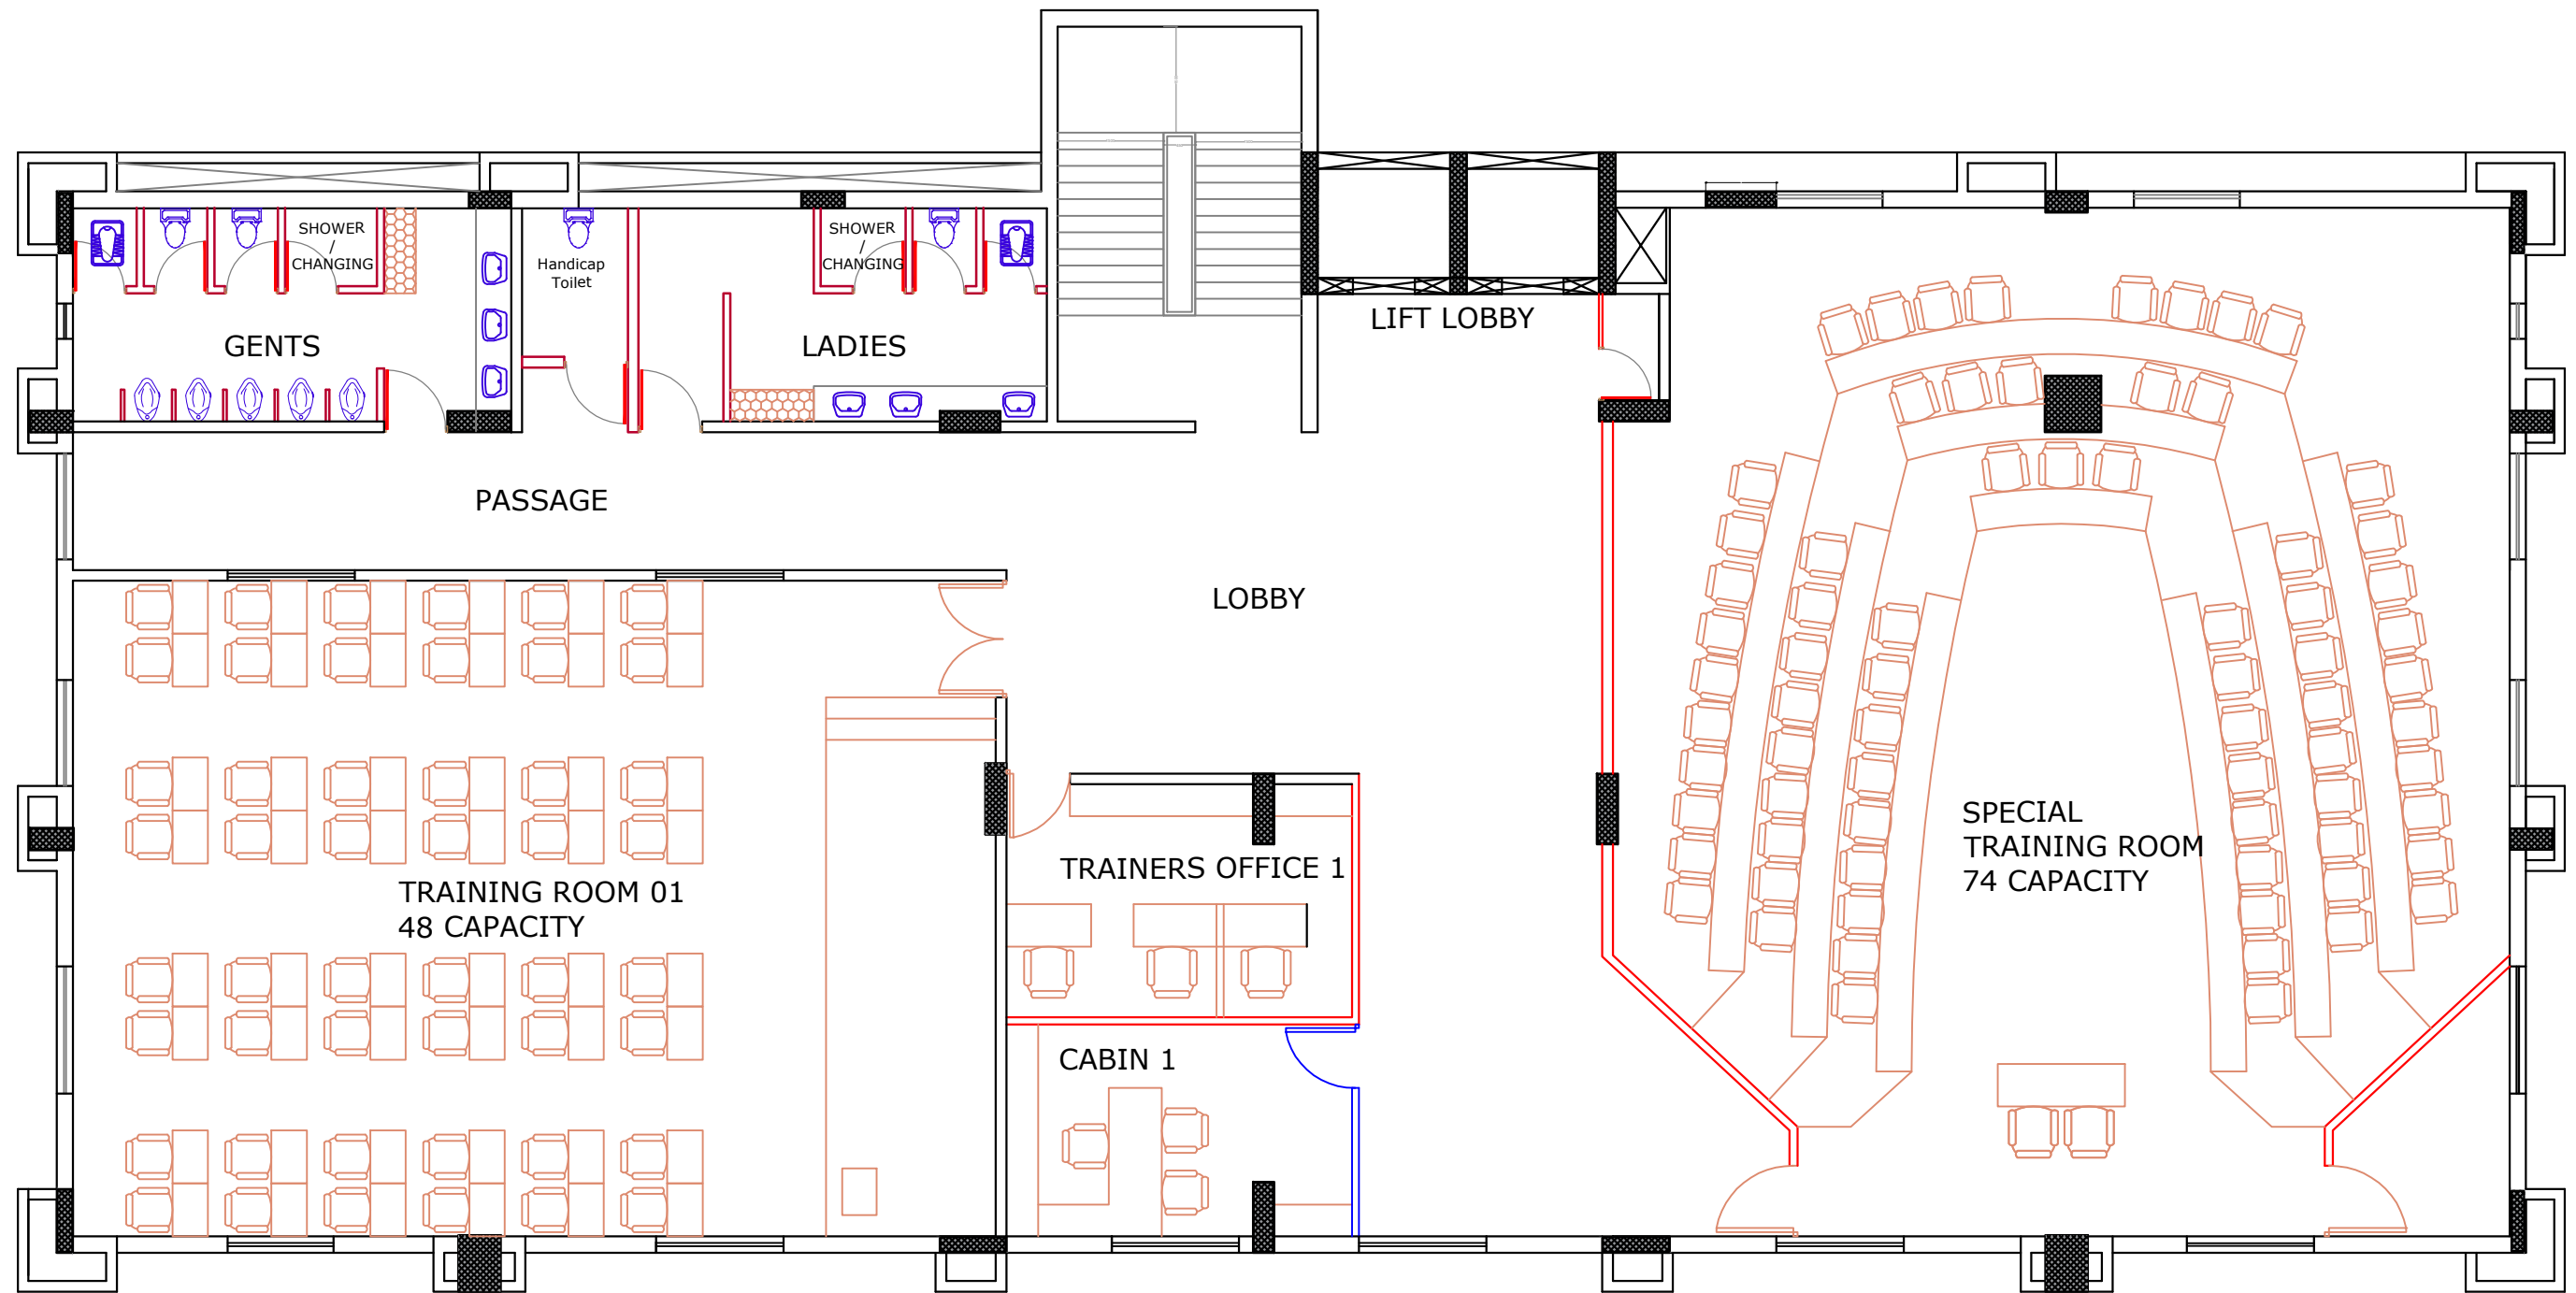 SHOWER
/
CHANGING
Handicap
Toilet
SHOWER
/
CHANGING
GENTS
LADIES
LIFT LOBBY
PASSAGE
LOBBY
TRAINING ROOM 01
48 CAPACITY
TRAINERS OFFICE 1
CABIN 1
SPECIAL
TRAINING ROOM
74 CAPACITY